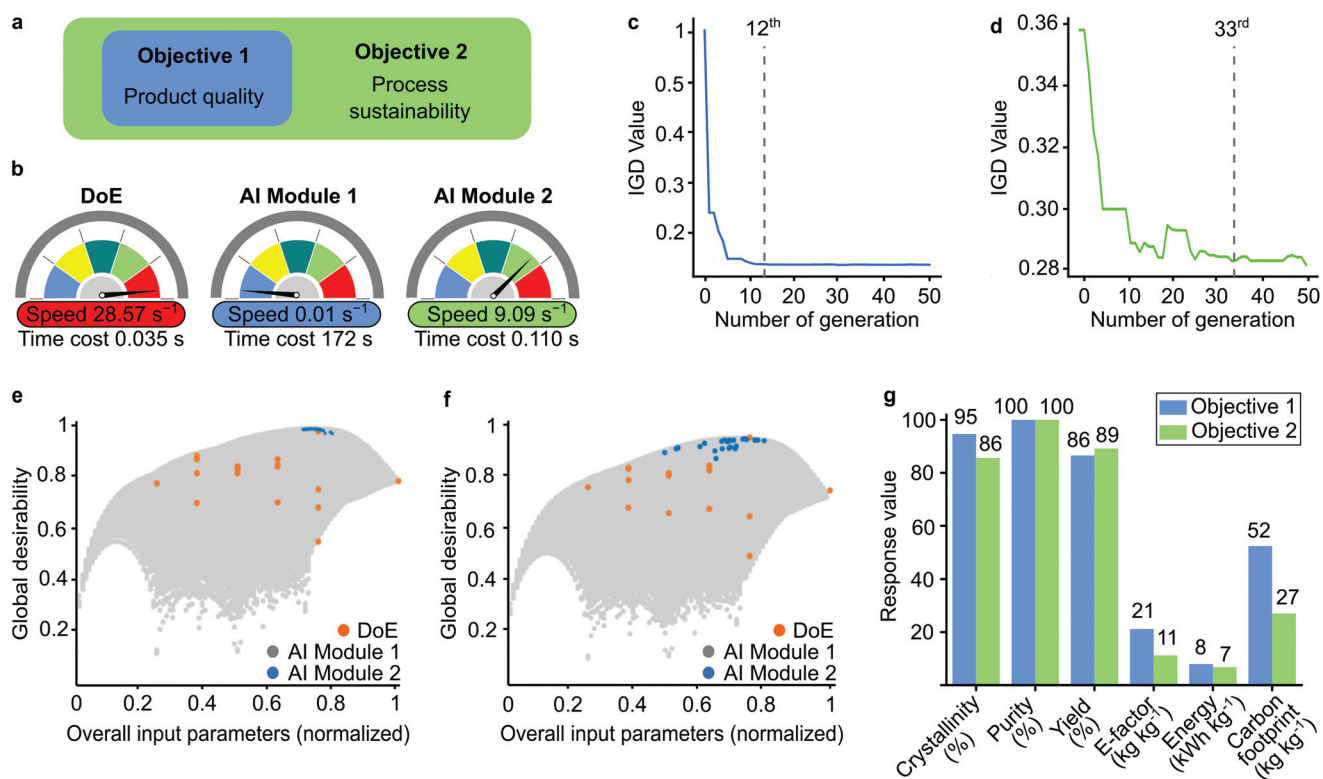 a
Objective 1
Product quality
Objective 2
Process
sustainability
b
DoE
Speed 28.57 s⁻¹
Time cost 0.035 s
AI Module 1
Speed 0.01 s⁻¹
Time cost 172 s
AI Module 2
Speed 9.09 s⁻¹
Time cost 0.110 s
c
12th
IGD Value
1
0.5
0.4
0.3
0.2
0 10 20 30 40 50
Number of generation
d
33rd
IGD Value
0.36
0.34
0.32
0.30
0.28
0 10 20 30 40 50
Number of generation
e
Global desirability
1
0.8
0.6
0.4
0.2
DoE
AI Module 1
AI Module 2
0 0.2 0.4 0.6 0.8 1
Overall input parameters (normalized)
f
Global desirability
1
0.8
0.6
0.4
0.2
DoE
AI Module 1
AI Module 2
0 0.2 0.4 0.6 0.8 1
Overall input parameters (normalized)
g
Objective 1
Objective 2
Response value
100
80
60
40
20
95
86
100
100
86
89
21
11
8
7
52
27
Crystallinity
(%)
Purity
(%)
Yield
(%)
E-factor
(kg kg⁻¹)
Energy
(kWh kg⁻¹)
Carbon
footprint
(kg kg⁻¹)